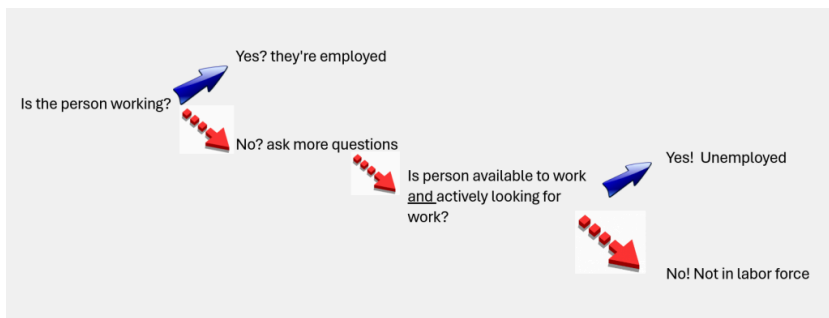 Yes? they're employed
Is the person working?
No? ask more questions
Is person available to work
and actively looking for
work?
Yes! Unemployed
No! Not in labor force